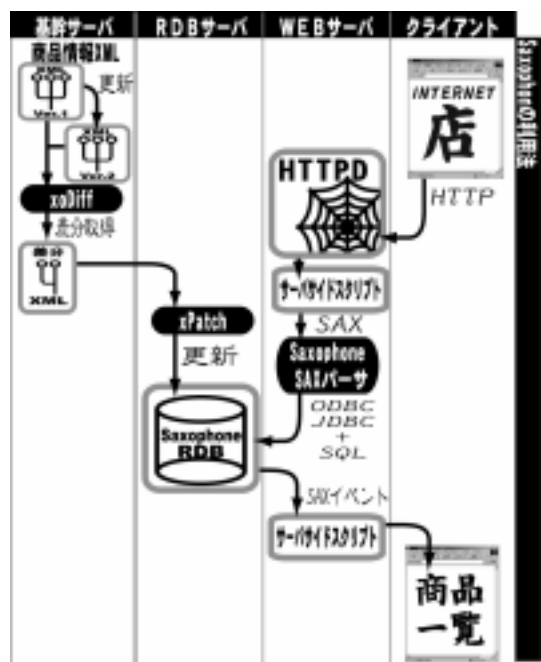 基幹サーバ
RDBサーバ
WEBサーバ
クライアント
Saxophoneの利用法
商品情報XML
XML
Ver.1
更新
XML
Ver.2
xoDiff
差分取得
差分
XML
xPatch
更新
Saxophone
RDB
HTTPD
サーバサイドスクリプト
SAX
Saxophone
SAXパーサ
ODBC
JDBC
+
SQL
SAXイベント
サーバサイドスクリプト
INTERNET
店
HTTP
商品
一覧